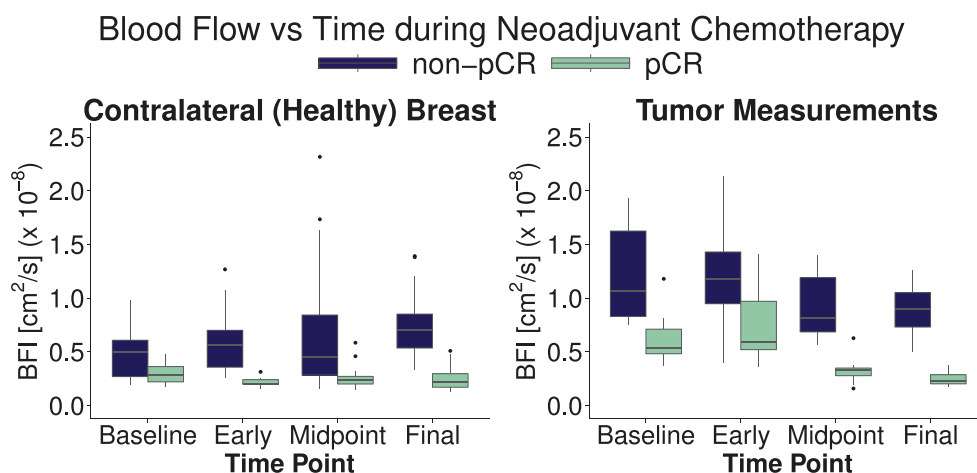 Blood Flow vs Time during Neoadjuvant Chemotherapy
non-pCR pCR
Contralateral (Healthy) Breast
BFI [cm²/s] (x 10⁻⁸)
2.5
2.0
1.5
1.0
0.5
0.0
Baseline Early Midpoint Final
Time Point
Tumor Measurements
BFI [cm²/s] (x 10⁻⁸)
2.5
2.0
1.5
1.0
0.5
0.0
Baseline Early Midpoint Final
Time Point